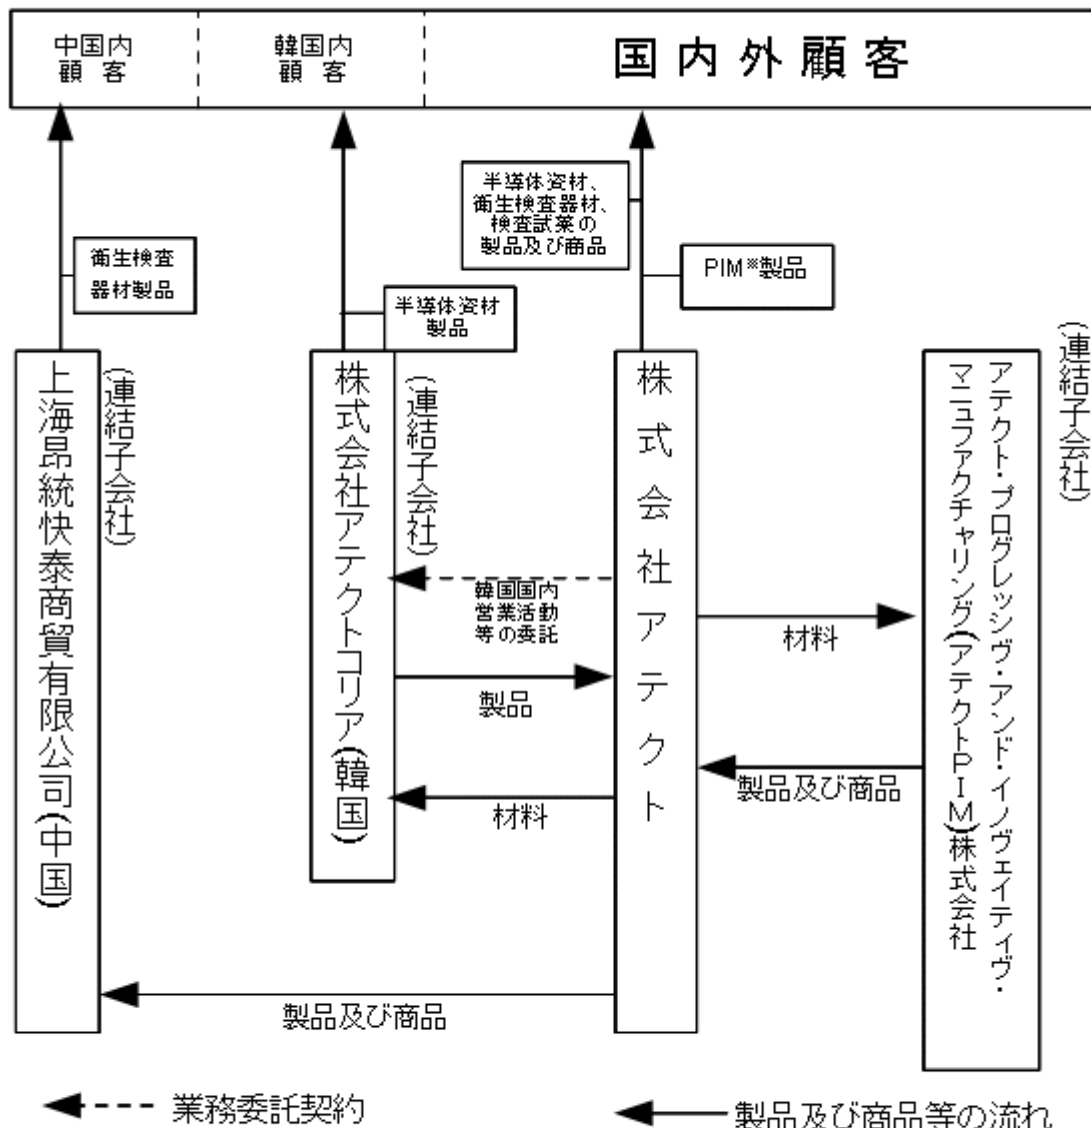 中国内
顧 客
韓国内
顧 客
国内外顧客
半導体資材、
衛生検査器材、
検査試薬の
製品及び商品
衛生検査
器材製品
PIM※製品
半導体資材
製品
上海昂統快泰商貿有限公司(中国)
(連結子会社)
株式会社アテクトコリア(韓国)
(連結子会社)
株式会社アテクト
アテクト・プログレッシヴ・アンド・イノヴェイティヴ・
マニュファクチャリング(アテクトPIM)株式会社
(連結子会社)
韓国国内
営業活動
等の委託
材料
製品
製品及び商品
材料
製品及び商品
業務委託契約
製品及び商品等の流れ